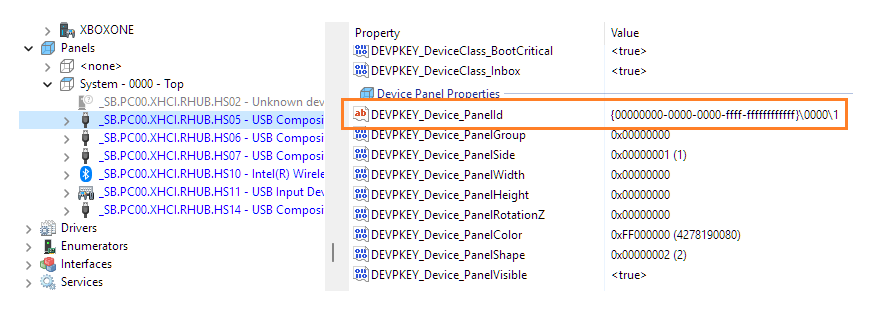 XBOXONE
Panels
<none>
System - 0000 - Top
_SB.PC00.XHCI.RHUB.HS02 - Unknown dev
_SB.PC00.XHCI.RHUB.HS05 - USB Composi
_SB.PC00.XHCI.RHUB.HS06 - USB Composi
_SB.PC00.XHCI.RHUB.HS07 - USB Composi
_SB.PC00.XHCI.RHUB.HS10 - Intel(R) Wirele
_SB.PC00.XHCI.RHUB.HS11 - USB Input Dev
_SB.PC00.XHCI.RHUB.HS14 - USB Composi
Drivers
Enumerators
Interfaces
Services
Property Value
DEVPKEY_DeviceClass_BootCritical <true>
DEVPKEY_DeviceClass_Inbox <true>
Device Panel Properties
DEVPKEY_Device_PanelId {00000000-0000-0000-ffff-ffffffffffff}\0000\1
DEVPKEY_Device_PanelGroup 0x00000000
DEVPKEY_Device_PanelSide 0x00000001 (1)
DEVPKEY_Device_PanelWidth 0x00000000
DEVPKEY_Device_PanelHeight 0x00000000
DEVPKEY_Device_PanelRotationZ 0x00000000
DEVPKEY_Device_PanelColor 0xFF000000 (4278190080)
DEVPKEY_Device_PanelShape 0x00000002 (2)
DEVPKEY_Device_PanelVisible <true>